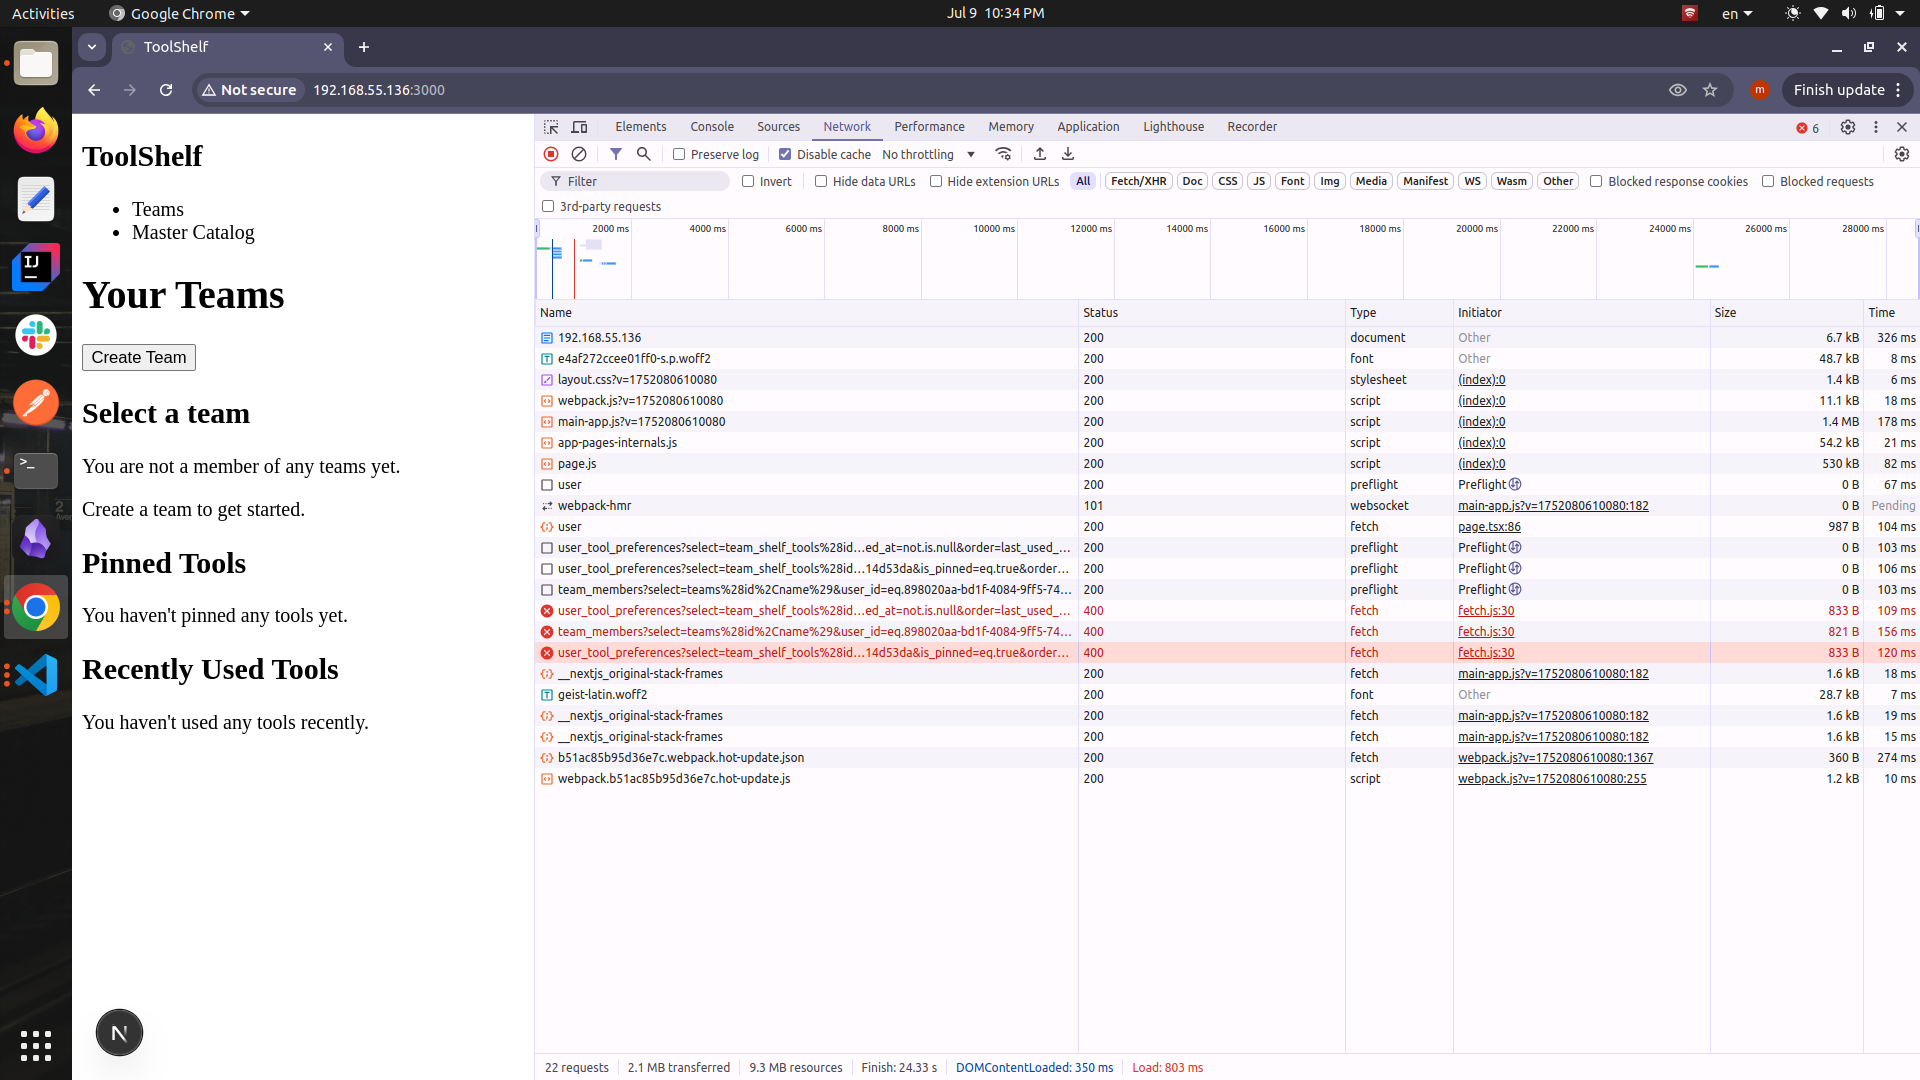 Activities
Google Chrome
Jul 9 10:34 PM
en
ToolShelf
Not secure
192.168.55.136:3000
m
Finish update
ToolShelf
Teams
Master Catalog
Your Teams
Create Team
Select a team
You are not a member of any teams yet.
Create a team to get started.
Pinned Tools
You haven't pinned any tools yet.
Recently Used Tools
You haven't used any tools recently.
N
Elements Console Sources Network Performance Memory Application Lighthouse Recorder
6
Preserve log Disable cache No throttling
Filter Invert Hide data URLs Hide extension URLs All Fetch/XHR Doc CSS JS Font Img Media Manifest WS Wasm Other Blocked response cookies Blocked requests
3rd-party requests
2000 ms 4000 ms 6000 ms 8000 ms 10000 ms 12000 ms 14000 ms 16000 ms 18000 ms 20000 ms 22000 ms 24000 ms 26000 ms 28000 ms
Name Status Type Initiator Size Time
192.168.55.136 200 document Other 6.7 kB 326 ms
e4af272ccee01ff0-s.p.woff2 200 font Other 48.7 kB 8 ms
layout.css?v=1752080610080 200 stylesheet (index):0 1.4 kB 6 ms
webpack.js?v=1752080610080 200 script (index):0 11.1 kB 18 ms
main-app.js?v=1752080610080 200 script (index):0 1.4 MB 178 ms
app-pages-internals.js 200 script (index):0 54.2 kB 21 ms
page.js 200 script (index):0 530 kB 82 ms
user 200 preflight Preflight 0 B 67 ms
webpack-hmr 101 websocket main-app.js?v=1752080610080:182 0 B Pending
user 200 fetch page.tsx:86 987 B 104 ms
user_tool_preferences?select=team_shelf_tools%28id…ed_at=not.is.null&order=last_used_... 200 preflight Preflight 0 B 103 ms
user_tool_preferences?select=team_shelf_tools%28id…14d53da&is_pinned=eq.true&order... 200 preflight Preflight 0 B 106 ms
team_members?select=teams%28id%2Cname%29&user_id=eq.898020aa-bd1f-4084-9ff5-74... 200 preflight Preflight 0 B 103 ms
user_tool_preferences?select=team_shelf_tools%28id…ed_at=not.is.null&order=last_used_... 400 fetch fetch.js:30 833 B 109 ms
team_members?select=teams%28id%2Cname%29&user_id=eq.898020aa-bd1f-4084-9ff5-74... 400 fetch fetch.js:30 821 B 156 ms
user_tool_preferences?select=team_shelf_tools%28id…14d53da&is_pinned=eq.true&order... 400 fetch fetch.js:30 833 B 120 ms
__nextjs_original-stack-frames 200 fetch main-app.js?v=1752080610080:182 1.6 kB 18 ms
geist-latin.woff2 200 font Other 28.7 kB 7 ms
__nextjs_original-stack-frames 200 fetch main-app.js?v=1752080610080:182 1.6 kB 19 ms
__nextjs_original-stack-frames 200 fetch main-app.js?v=1752080610080:182 1.6 kB 15 ms
b51ac85b95d36e7c.webpack.hot-update.json 200 fetch webpack.js?v=1752080610080:1367 360 B 274 ms
webpack.b51ac85b95d36e7c.hot-update.js 200 script webpack.js?v=1752080610080:255 1.2 kB 10 ms
22 requests 2.1 MB transferred 9.3 MB resources Finish: 24.33 s DOMContentLoaded: 350 ms Load: 803 ms